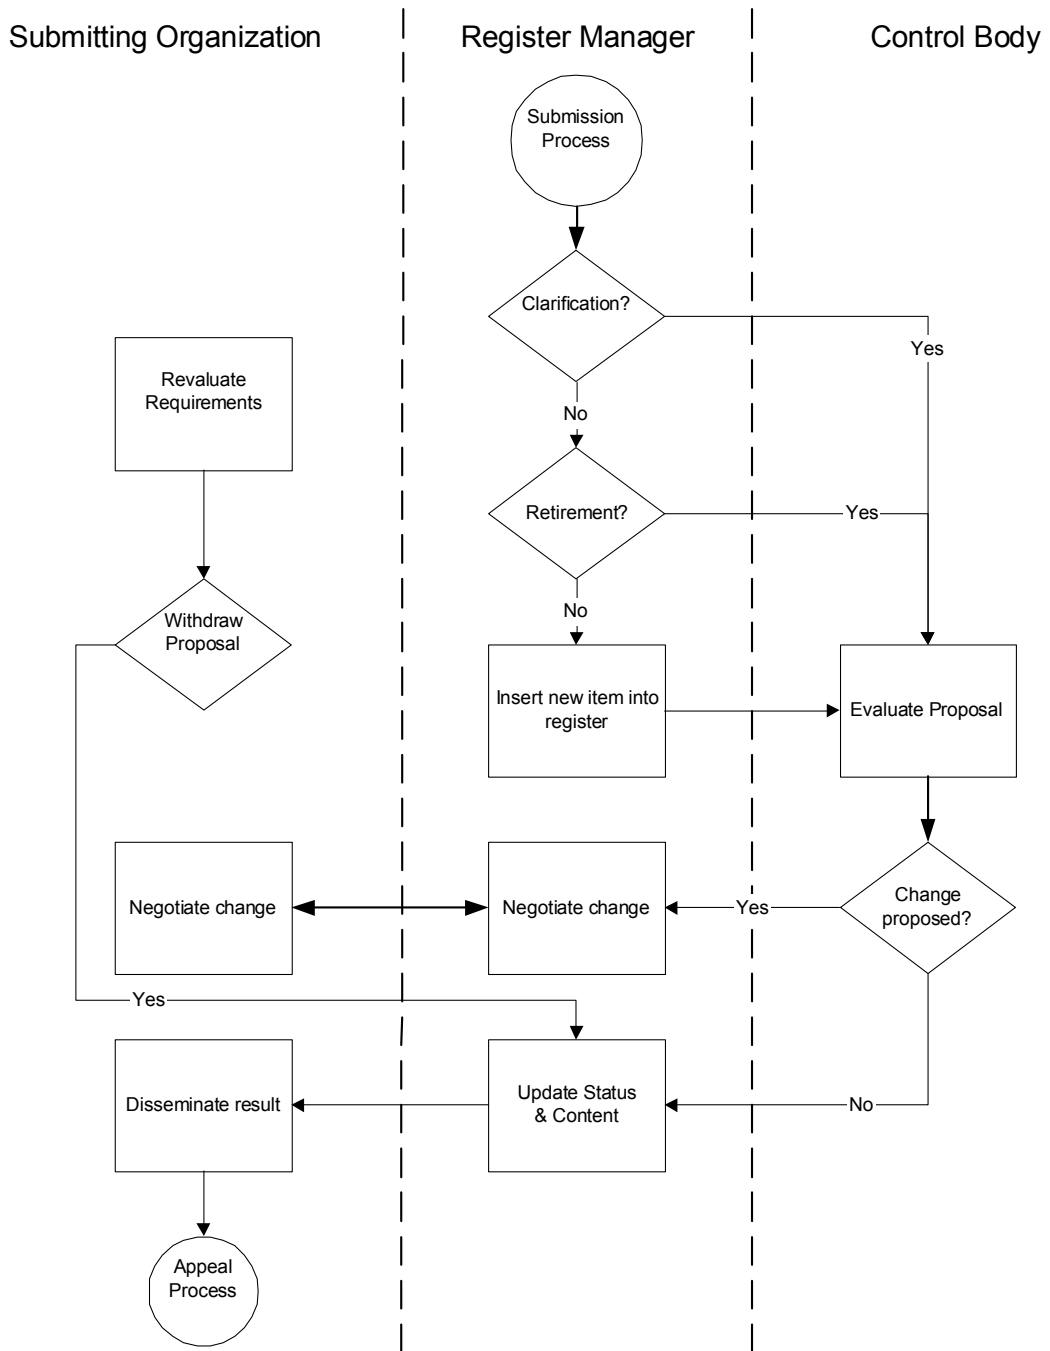 Submitting Organization
Register Manager
Control Body
Submission
Process
Clarification?
Yes
Revaluate
Requirements
No
Retirement?
Yes
No
Withdraw
Proposal
Insert new item into
register
Evaluate Proposal
Negotiate change
Negotiate change
Yes
Change
proposed?
Yes
Disseminate result
Update Status
& Content
No
Appeal
Process